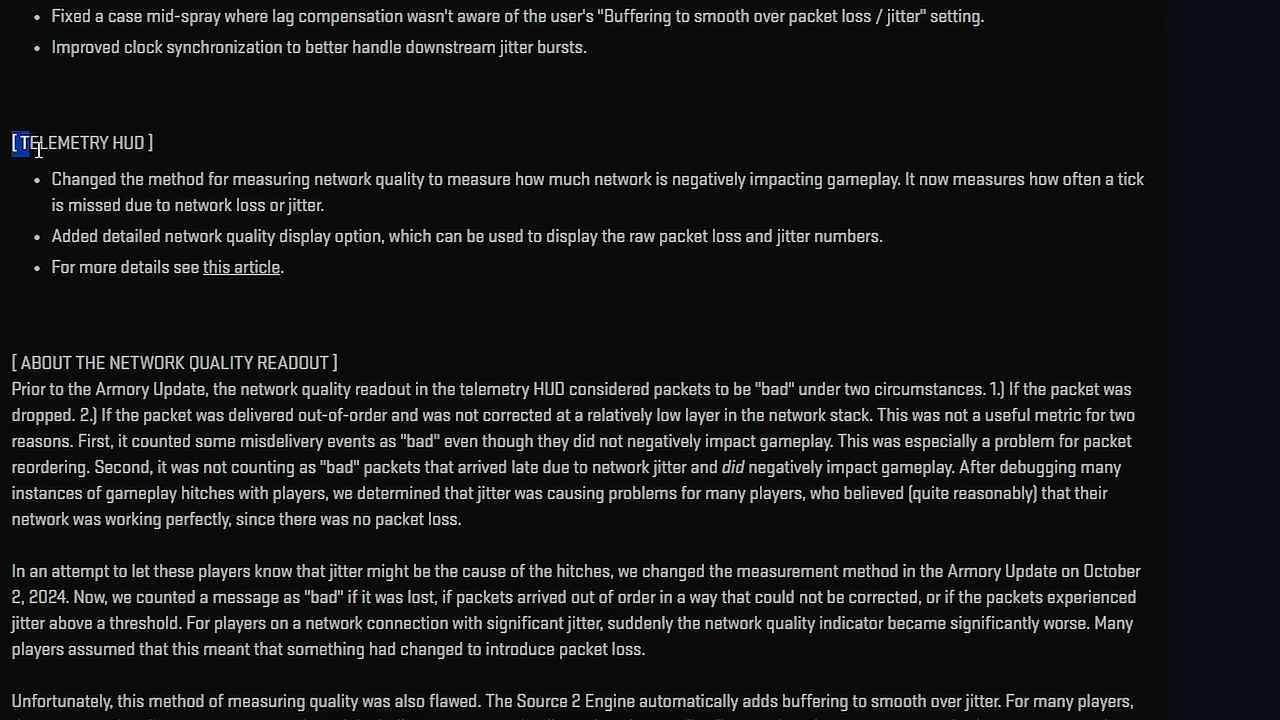 • Fixed a case mid-spray where lag compensation wasn't aware of the user's "Buffering to smooth over packet loss / jitter" setting.
• Improved clock synchronization to better handle downstream jitter bursts.
[ TELEMETRY HUD ]
• Changed the method for measuring network quality to measure how much network is negatively impacting gameplay. It now measures how often a tick
is missed due to network loss or jitter.
• Added detailed network quality display option, which can be used to display the raw packet loss and jitter numbers.
• For more details see this article.
[ ABOUT THE NETWORK QUALITY READOUT ]
Prior to the Armory Update, the network quality readout in the telemetry HUD considered packets to be "bad" under two circumstances. 1.) If the packet was
dropped. 2.) If the packet was delivered out-of-order and was not corrected at a relatively low layer in the network stack. This was not a useful metric for two
reasons. First, it counted some misdelivery events as "bad" even though they did not negatively impact gameplay. This was especially a problem for packet
reordering. Second, it was not counting as "bad" packets that arrived late due to network jitter and did negatively impact gameplay. After debugging many
instances of gameplay hitches with players, we determined that jitter was causing problems for many players, who believed (quite reasonably) that their
network was working perfectly, since there was no packet loss.
In an attempt to let these players know that jitter might be the cause of the hitches, we changed the measurement method in the Armory Update on October
2, 2024. Now, we counted a message as "bad" if it was lost, if packets arrived out of order in a way that could not be corrected, or if the packets experienced
jitter above a threshold. For players on a network connection with significant jitter, suddenly the network quality indicator became significantly worse. Many
players assumed that this meant that something had changed to introduce packet loss.
Unfortunately, this method of measuring quality was also flawed. The Source 2 Engine automatically adds buffering to smooth over jitter. For many players,